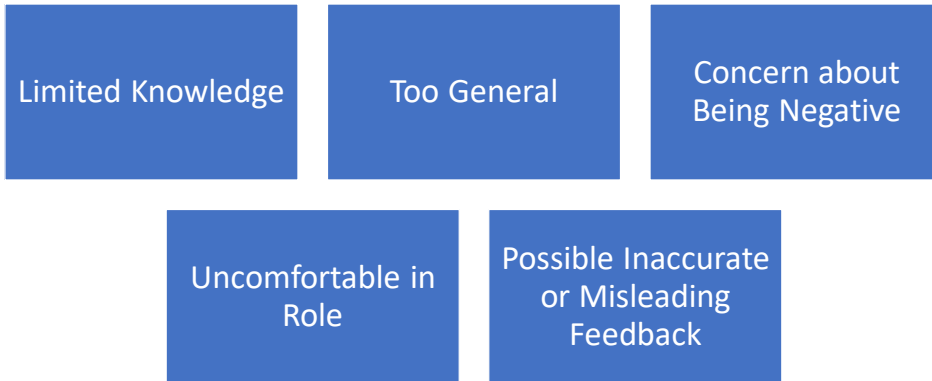 Limited Knowledge
Too General
Concern about
Being Negative
Uncomfortable in
Role
Possible Inaccurate
or Misleading
Feedback